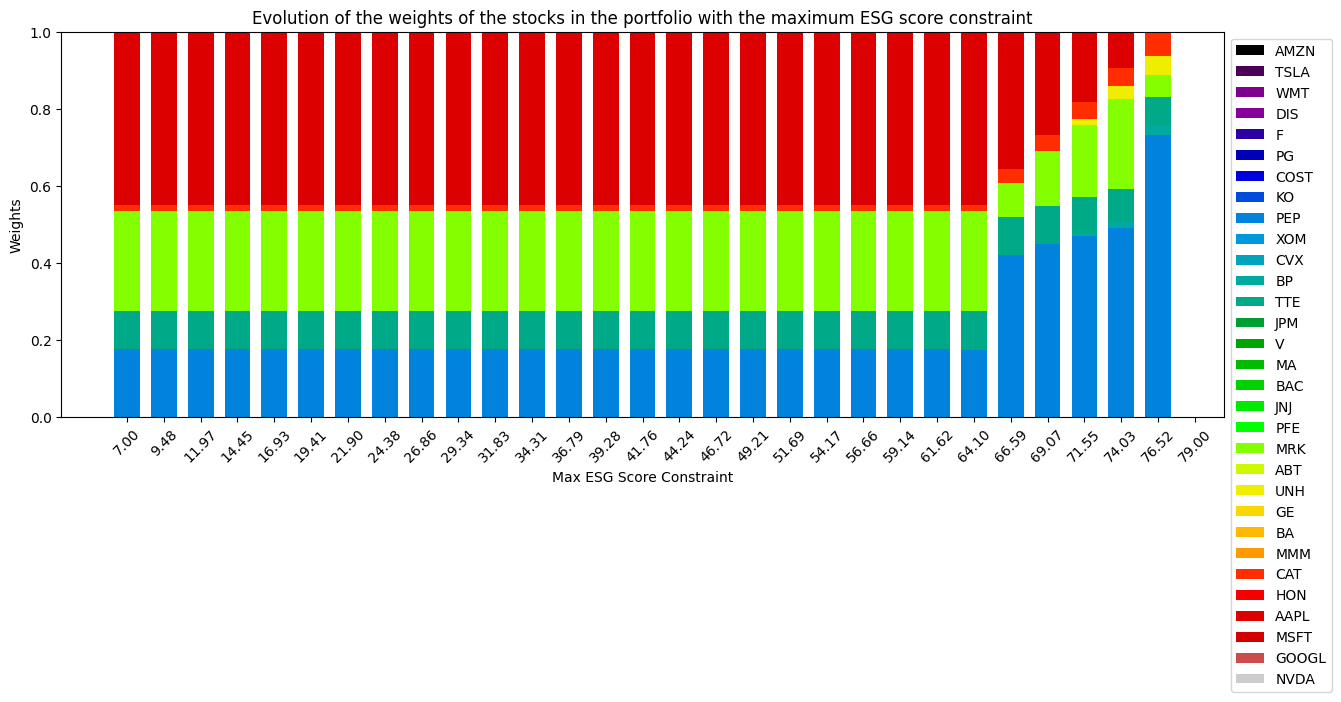 Evolution of the weights of the stocks in the portfolio with the maximum ESG score constraint
Weights
1.0
0.8
0.6
0.4
0.2
0.0
7.00
9.48
11.97
14.45
16.93
19.41
21.90
24.38
26.86
29.34
31.83
34.31
36.79
39.28
41.76
44.24
46.72
49.21
51.69
54.17
56.66
59.14
61.62
64.10
66.59
69.07
71.55
74.03
76.52
79.00
Max ESG Score Constraint
AMZN
TSLA
WMT
DIS
F
PG
COST
KO
PEP
XOM
CVX
BP
TTE
JPM
V
MA
BAC
JNJ
PFE
MRK
ABT
UNH
GE
BA
MMM
CAT
HON
AAPL
MSFT
GOOGL
NVDA